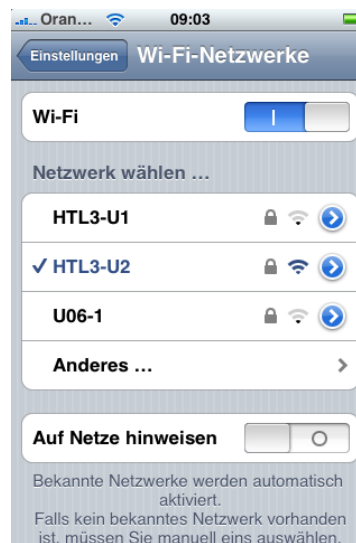 Oran... 09:03
Einstellungen Wi-Fi-Netzwerke
Wi-Fi
Netzwerk wählen ...
HTL3-U1
HTL3-U2
U06-1
Anderes ...
Auf Netze hinweisen
Bekannte Netzwerke werden automatisch
aktiviert.
Falls kein bekanntes Netzwerk vorhanden
ist, müssen Sie manuell eins auswählen.